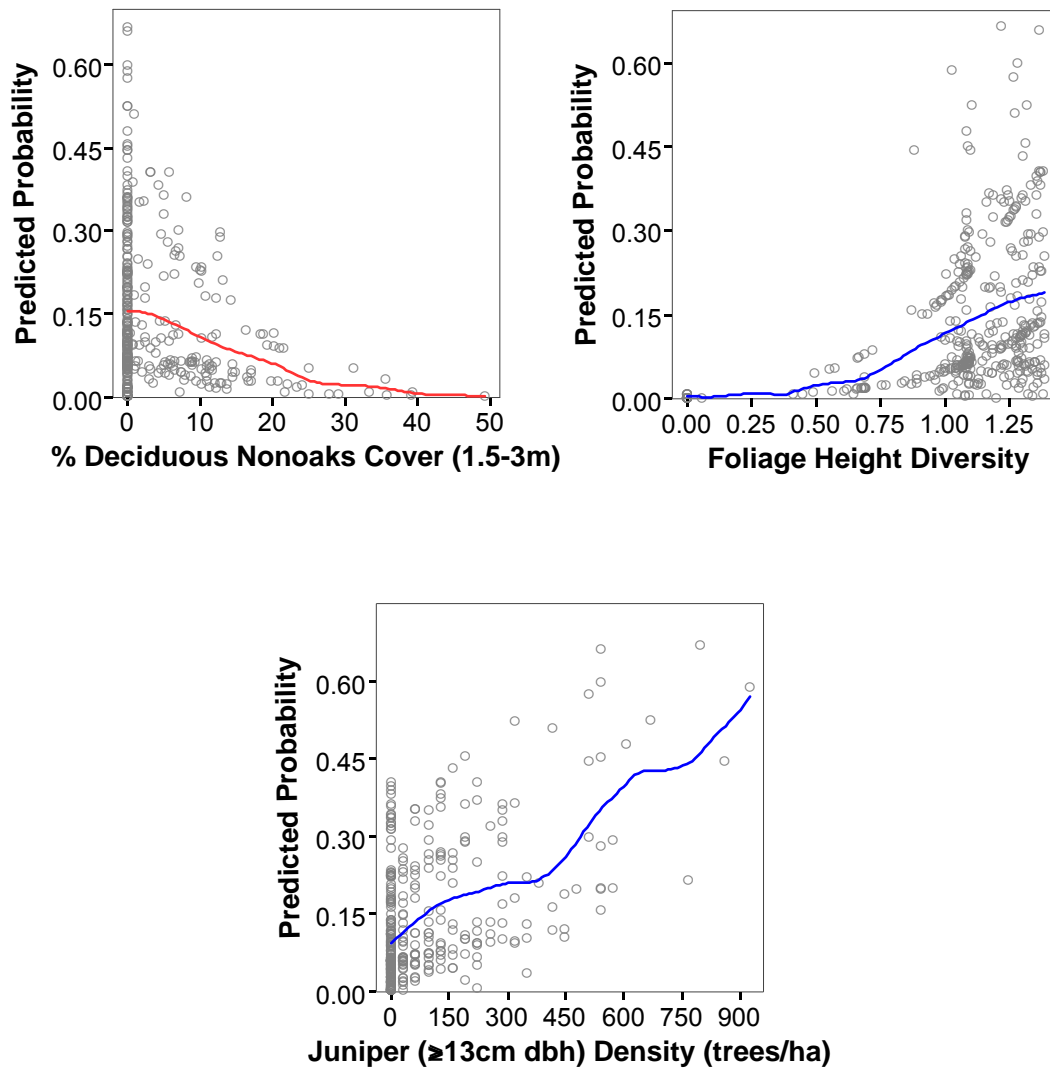 Predicted Probability
0.60
0.45
0.30
0.15
0.00
0 10 20 30 40 50
% Deciduous Nonoaks Cover (1.5-3m)
Predicted Probability
0.60
0.45
0.30
0.15
0.00
0.00 0.25 0.50 0.75 1.00 1.25
Foliage Height Diversity
Predicted Probability
0.60
0.45
0.30
0.15
0.00
0 150 300 450 600 750 900
Juniper (≥13cm dbh) Density (trees/ha)